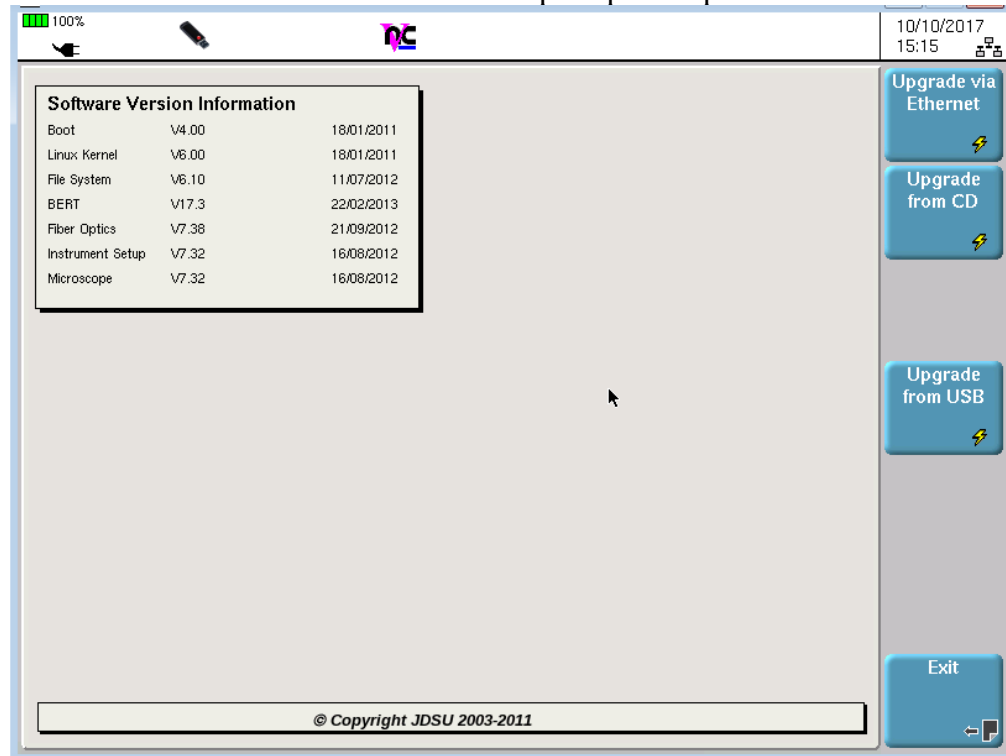 100%
VNC
10/10/2017
15:15
Software Version Information
Boot V4.00 18/01/2011
Linux Kernel V6.00 18/01/2011
File System V6.10 11/07/2012
BERT V17.3 22/02/2013
Fiber Optics V7.38 21/09/2012
Instrument Setup V7.32 16/08/2012
Microscope V7.32 16/08/2012
Upgrade via
Ethernet
Upgrade
from CD
Upgrade
from USB
Exit
© Copyright JDSU 2003-2011